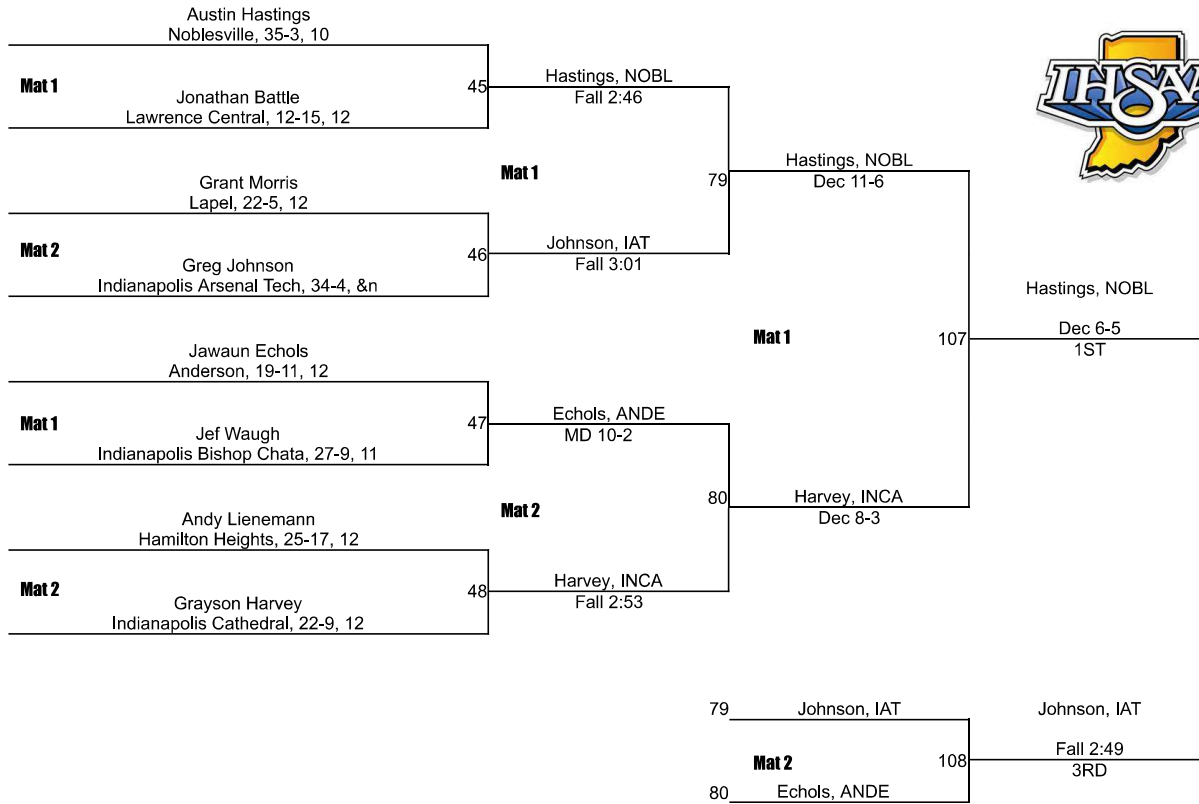 Austin Hastings
Noblesville, 35-3, 10
Mat 1
45
Jonathan Battle
Lawrence Central, 12-15, 12
Hastings, NOBL
Fall 2:46
Mat 1
79
Grant Morris
Lapel, 22-5, 12
Mat 2
46
Greg Johnson
Indianapolis Arsenal Tech, 34-4, &n
Johnson, IAT
Fall 3:01
Hastings, NOBL
Dec 11-6
Mat 1
107
Hastings, NOBL
Dec 6-5
1ST
Jawaun Echols
Anderson, 19-11, 12
Mat 1
47
Jef Waugh
Indianapolis Bishop Chata, 27-9, 11
Echols, ANDE
MD 10-2
Mat 2
80
Harvey, INCA
Dec 8-3
Andy Lienemann
Hamilton Heights, 25-17, 12
Mat 2
48
Grayson Harvey
Indianapolis Cathedral, 22-9, 12
Harvey, INCA
Fall 2:53
79
Johnson, IAT
Mat 2
108
80
Echols, ANDE
Johnson, IAT
Fall 2:49
3RD
IHSAA